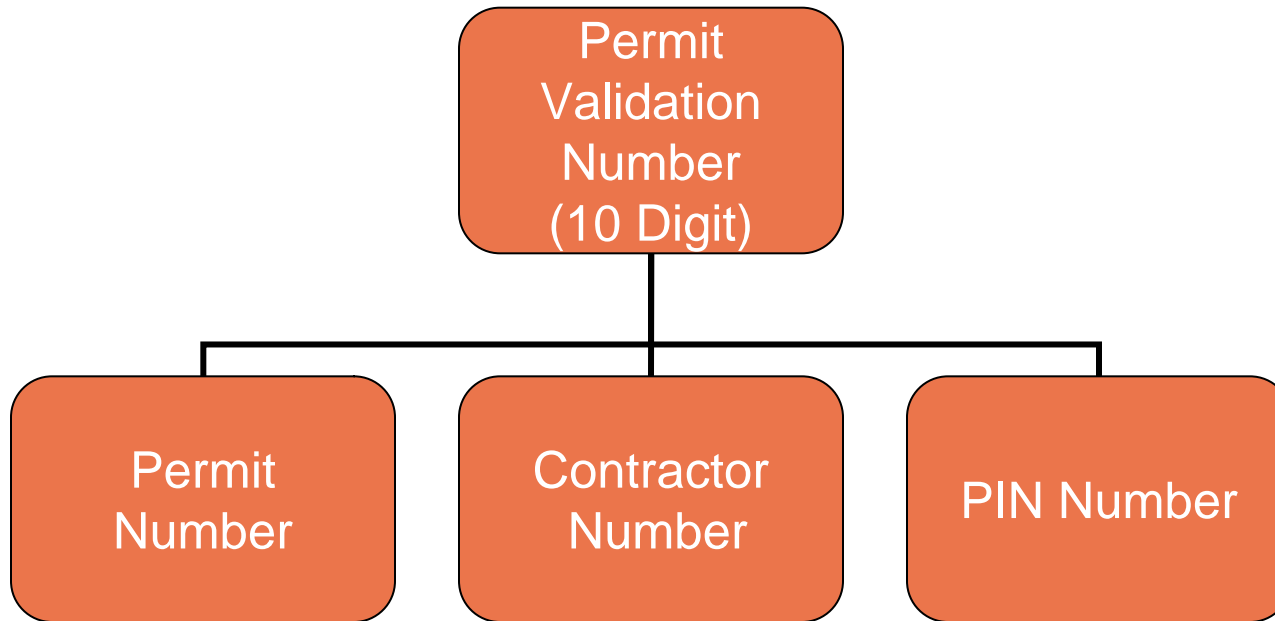 Permit
Validation
Number
(10 Digit)
Permit
Number
Contractor
Number
PIN Number